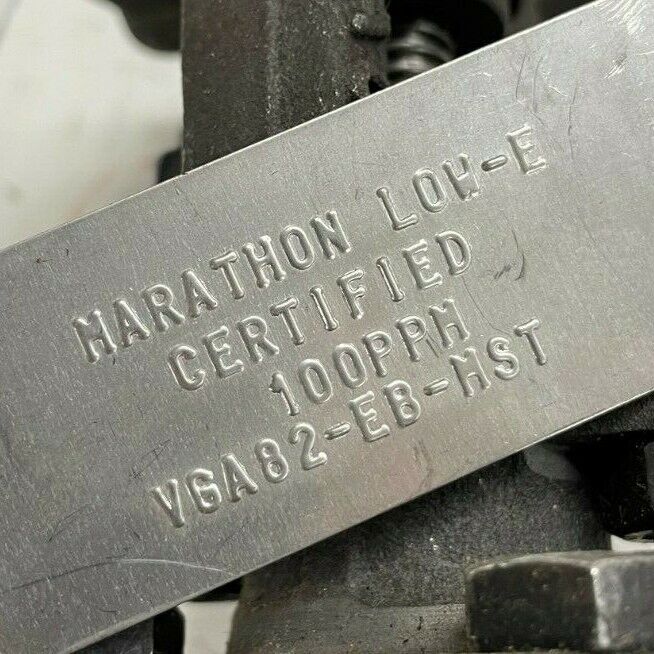 MARATHON LOW-E
CERTIFIED
100PPM
VGA82-EB-MST